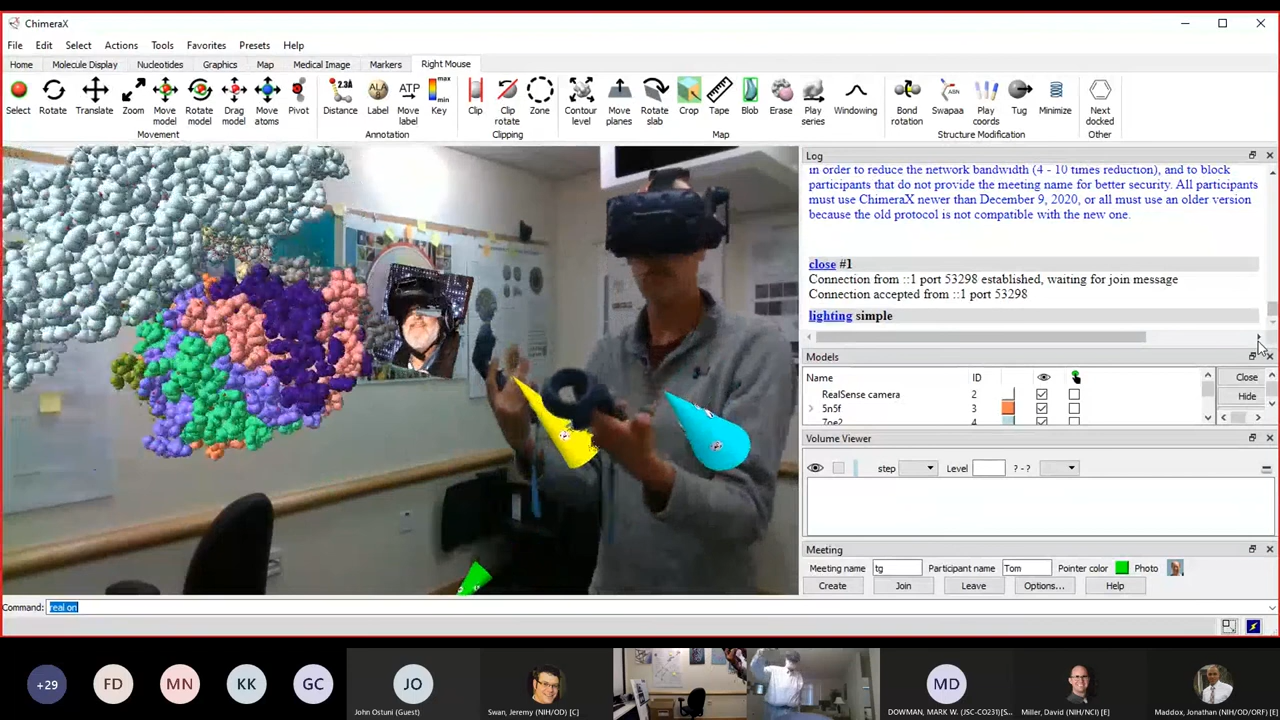 ChimeraX
File Edit Select Actions Tools Favorites Presets Help
Home Molecule Display Nucleotides Graphics Map Medical Image Markers Right Mouse
Select Rotate Translate Zoom Move model Rotate model Drag model Move atoms Pivot
Movement
2.3Å Distance ALA Label ATP Move label max min Key
Annotation
Clip Clip rotate Zone
Clipping
Contour level Move planes Rotate slab Crop Tape Blob Erase Play series Windowing
Map
Bond rotation Swapaa Play coords Tug Minimize
Structure Modification
Next docked
Other
Log
in order to reduce the network bandwidth (4 - 10 times reduction), and to block
participants that do not provide the meeting name for better security. All participants
must use ChimeraX newer than December 9, 2020, or all must use an older version
because the old protocol is not compatible with the new one.
close #1
Connection from ::1 port 53298 established, waiting for join message
Connection accepted from ::1 port 53298
lighting simple
Models
Name ID Close
RealSense camera 2
5n5f 3 Hide
4
Volume Viewer
step Level ? - ?
Meeting
Meeting name tg Participant name Tom Pointer color Photo
Create Join Leave Options... Help
Command: real on
+29 FD MN KK GC JO MD
John Ostuni (Guest) Swan, Jeremy (NIH/OD) [C] DOWMAN, MARK W. (JSC-CO231)[S... Miller, David (NIH/NCI) [E] Maddox, Jonathan (NIH/OD/ORF) [E]